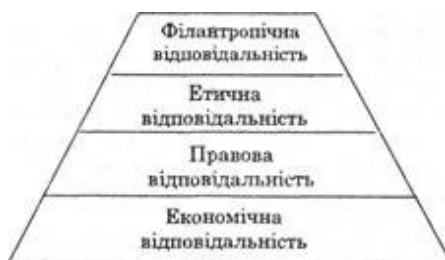 Філантропічна
відповідальність
Етична
відповідальність
Правова
відповідальність
Економічна
відповідальність